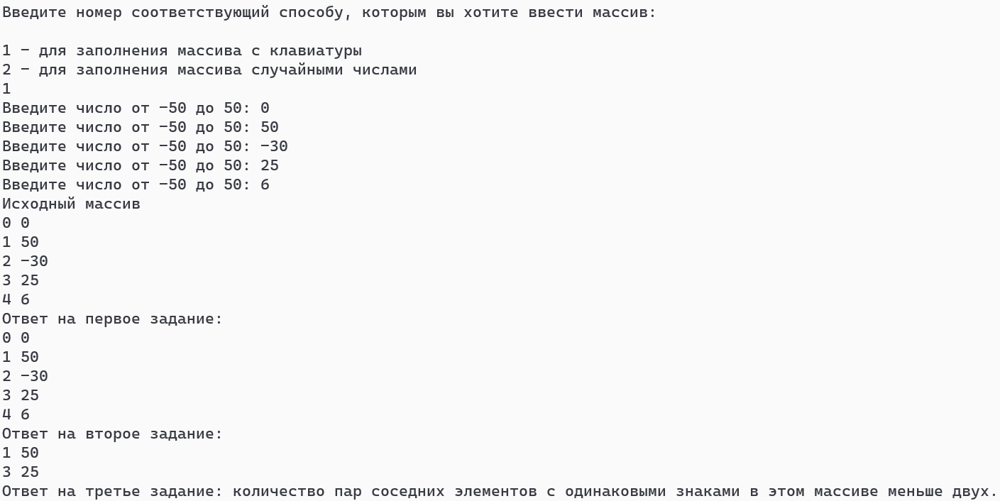 Введите номер соответствующий способу, которым вы хотите ввести массив:
1 – для заполнения массива с клавиатуры
2 – для заполнения массива случайными числами
1
Введите число от −50 до 50: 0
Введите число от −50 до 50: 50
Введите число от −50 до 50: −30
Введите число от −50 до 50: 25
Введите число от −50 до 50: 6
Исходный массив
0 0
1 50
2 −30
3 25
4 6
Ответ на первое задание:
0 0
1 50
2 −30
3 25
4 6
Ответ на второе задание:
1 50
3 25
Ответ на третье задание: количество пар соседних элементов с одинаковыми знаками в этом массиве меньше двух.